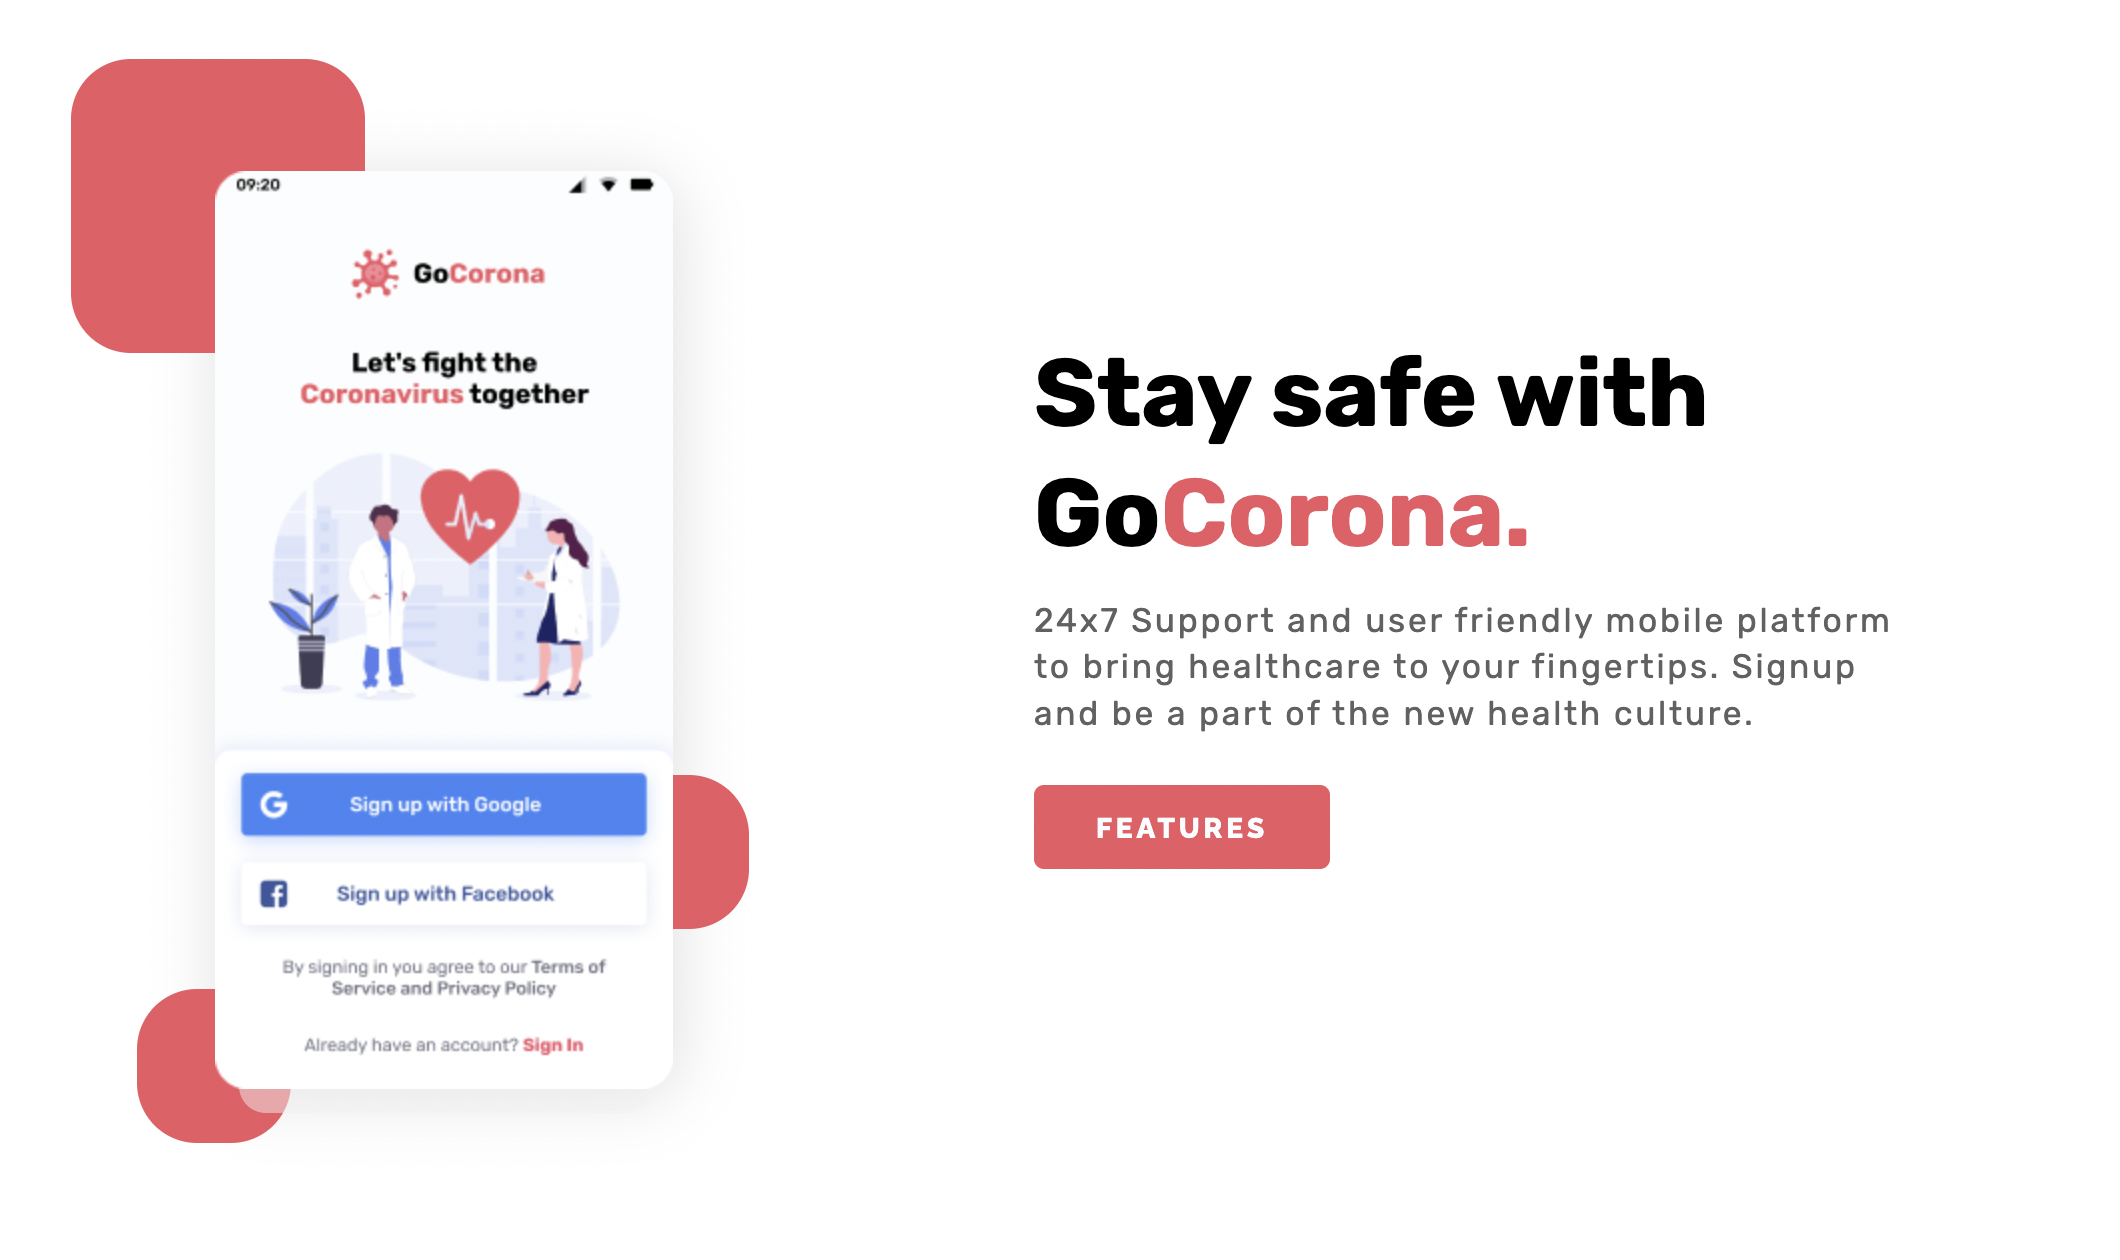 09:20
GoCorona
Let's fight the
Coronavirus together
Sign up with Google
Sign up with Facebook
By signing in you agree to our Terms of
Service and Privacy Policy
Already have an account? Sign In
Stay safe with
GoCorona.
24x7 Support and user friendly mobile platform
to bring healthcare to your fingertips. Signup
and be a part of the new health culture.
FEATURES